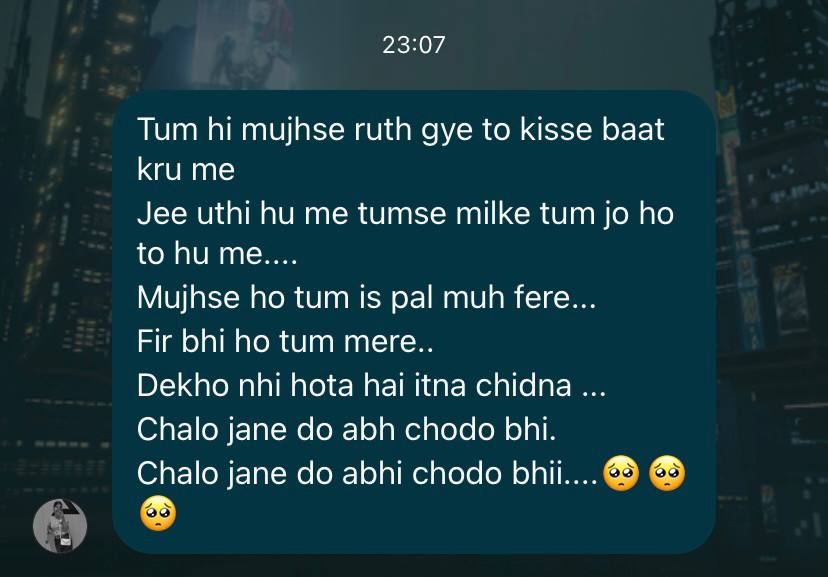 23:07
Tum hi mujhse ruth gye to kisse baat
kru me
Jee uthi hu me tumse milke tum jo ho
to hu me....
Mujhse ho tum is pal muh fere...
Fir bhi ho tum mere..
Dekho nhi hota hai itna chidna ...
Chalo jane do abh chodo bhi.
Chalo jane do abhi chodo bhii....🥺🥺
🥺